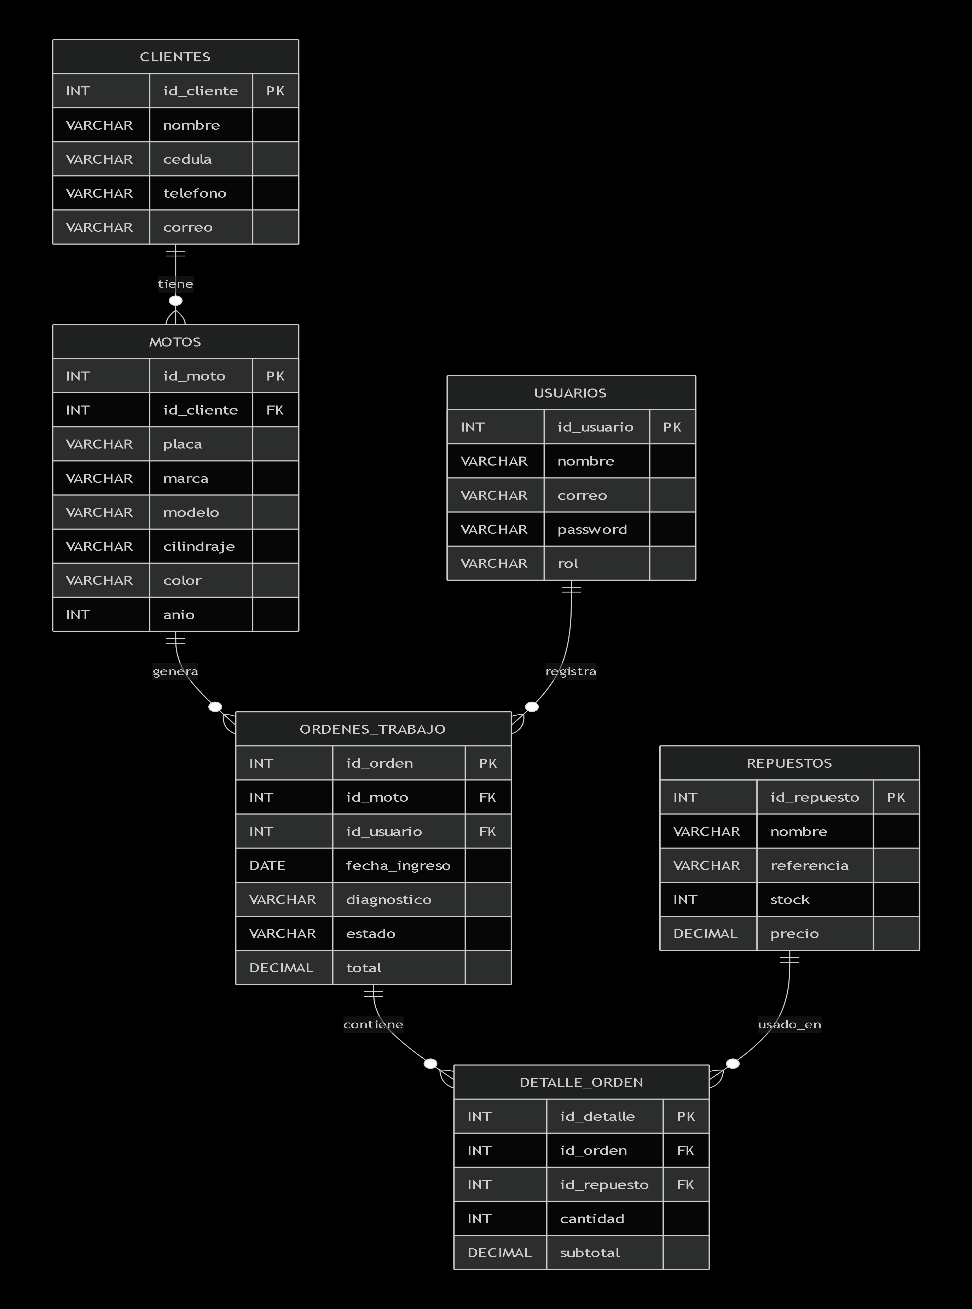 CLIENTES
INT id_cliente PK
VARCHAR nombre
VARCHAR cedula
VARCHAR telefono
VARCHAR correo
tiene
MOTOS
INT id_moto PK
INT id_cliente FK
VARCHAR placa
VARCHAR marca
VARCHAR modelo
VARCHAR cilindraje
VARCHAR color
INT anio
USUARIOS
INT id_usuario PK
VARCHAR nombre
VARCHAR correo
VARCHAR password
VARCHAR rol
genera
registra
ORDENES_TRABAJO
INT id_orden PK
INT id_moto FK
INT id_usuario FK
DATE fecha_ingreso
VARCHAR diagnostico
VARCHAR estado
DECIMAL total
REPUESTOS
INT id_repuesto PK
VARCHAR nombre
VARCHAR referencia
INT stock
DECIMAL precio
contiene
usado_en
DETALLE_ORDEN
INT id_detalle PK
INT id_orden FK
INT id_repuesto FK
INT cantidad
DECIMAL subtotal